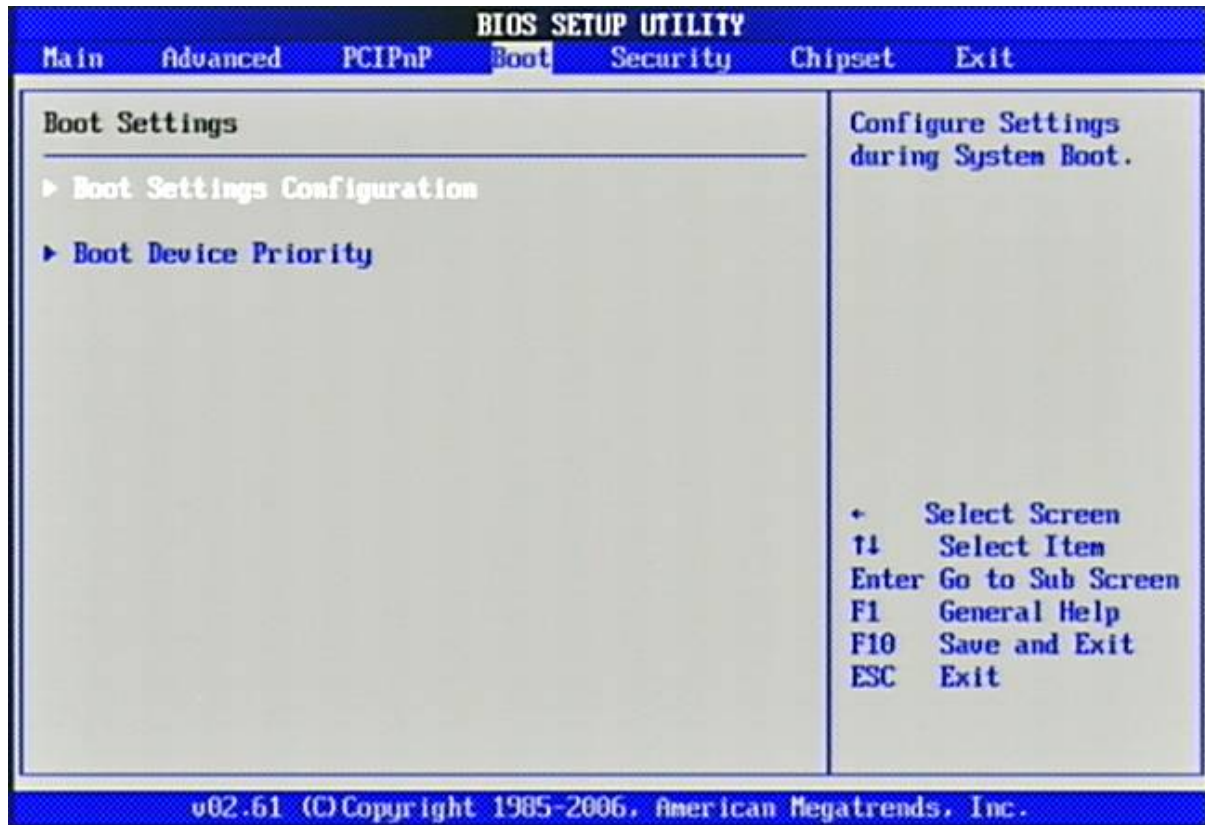 BIOS SETUP UTILITY
Main Advanced PCIPnP Boot Security Chipset Exit
Boot Settings
▶ Boot Settings Configuration
▶ Boot Device Priority
Configure Settings
during System Boot.
← Select Screen
↑↓ Select Item
Enter Go to Sub Screen
F1 General Help
F10 Save and Exit
ESC Exit
v02.61 (C)Copyright 1985-2006, American Megatrends, Inc.